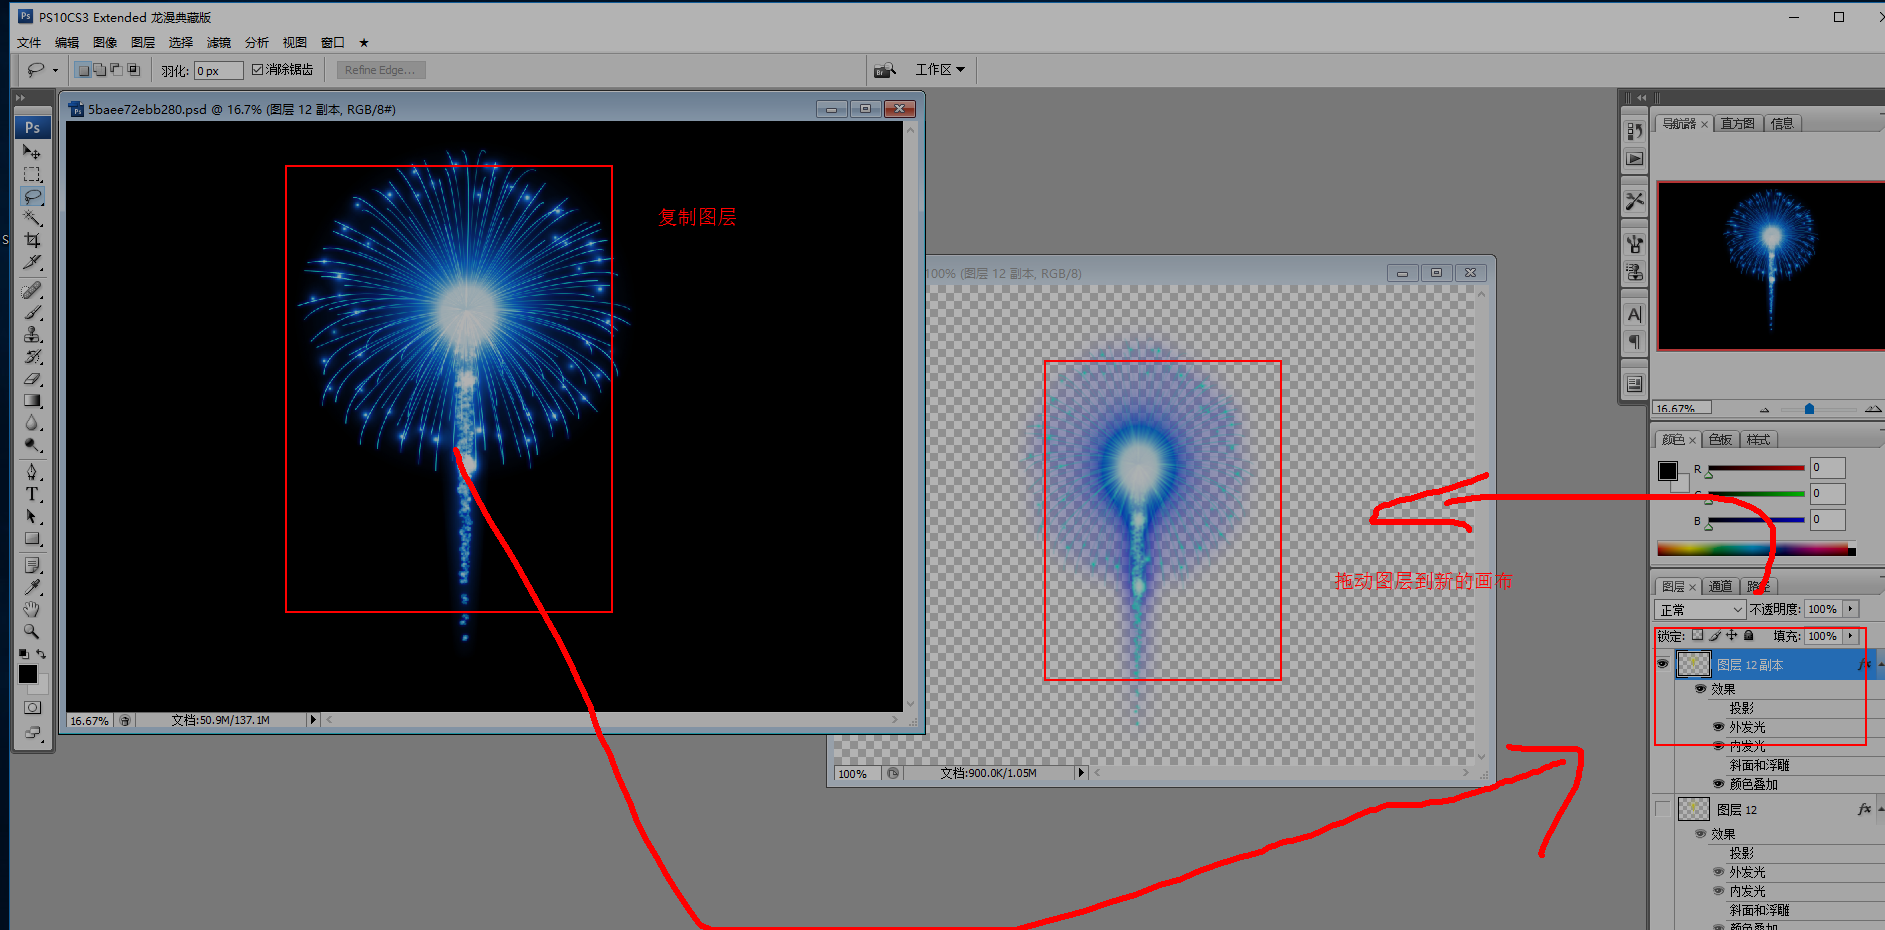 Ps PS10CS3 Extended 龙漫典藏版
文件 编辑 图像 图层 选择 滤镜 分析 视图 窗口 ★
羽化: 0 px 消除锯齿 Refine Edge... Br 工作区
Ps
5baee72ebb280.psd @ 16.7% (图层 12 副本, RGB/8#)
复制图层
16.67% 文档:50.9M/137.1M
100% (图层 12 副本, RGB/8)
拖动图层到新的画布
100% 文档:900.0K/1.05M
S
T
导航器 × 直方图 信息
A
16.67%
颜色 × 色板 样式
R 0
0
B 0
图层 × 通道 路径
正常 不透明度: 100%
锁定: 填充: 100%
图层 12 副本 fx
效果
投影
外发光
内发光
斜面和浮雕
颜色叠加
图层 12 fx
效果
投影
外发光
内发光
斜面和浮雕
颜色叠加